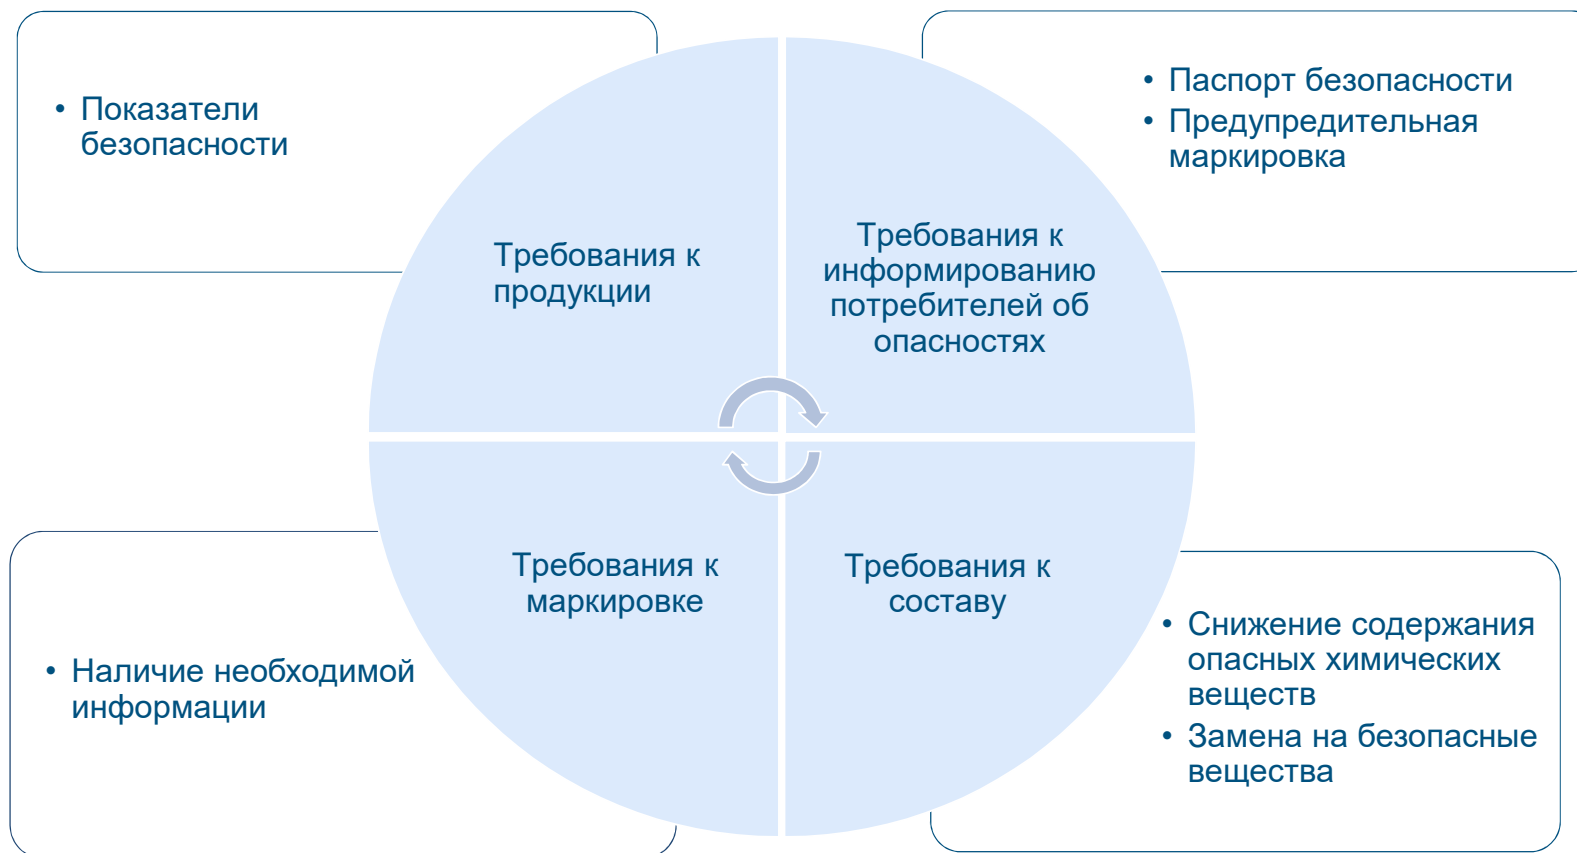 • Показатели
безопасности
• Паспорт безопасности
• Предупредительная
маркировка
Требования к
продукции
Требования к
информированию
потребителей об
опасностях
Требования к
маркировке
Требования к
составу
• Наличие необходимой
информации
• Снижение содержания
опасных химических
веществ
• Замена на безопасные
вещества